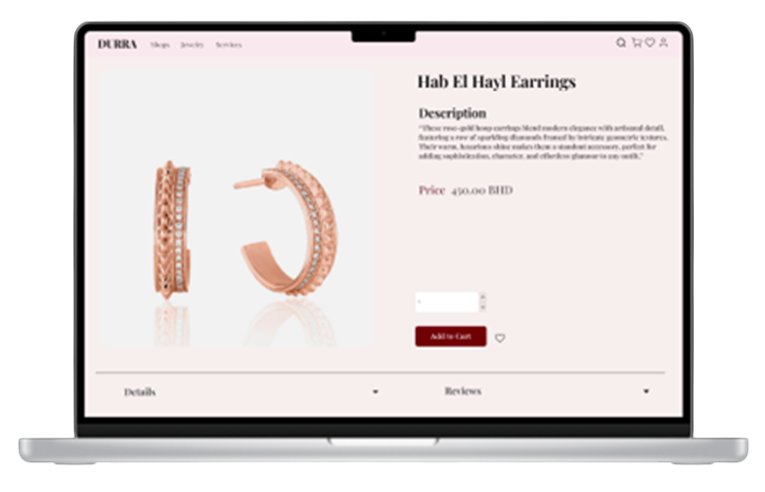 DURRA Shops Jewelry Services
Hab El Hayl Earrings
Description
"These rose-gold hoop earrings blend modern elegance with artisanal detail,
featuring a row of sparkling diamonds framed by intricate geometric textures.
Their warm, luxurious shine makes them a standout accessory, perfect for
adding sophistication, character, and effortless glamour to any outfit."
Price 450.00 BHD
Add to Cart
Details
Reviews